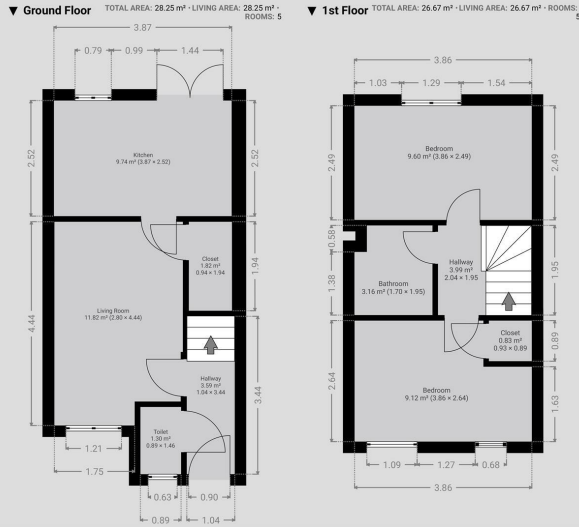 ▼ Ground Floor TOTAL AREA: 28.25 m² · LIVING AREA: 28.25 m² ·
ROOMS: 5
3.87
0.79
0.99
1.44
2.52
2.52
Kitchen
9.74 m² (3.87 × 2.52)
Closet
1.82 m²
0.94 × 1.94
1.94
4.44
Living Room
11.82 m² (2.80 × 4.44)
Hallway
3.59 m²
1.04 × 3.44
3.44
Toilet
1.30 m²
0.89 × 1.46
1.21
1.75
0.63
0.90
0.89
1.04
▼ 1st Floor TOTAL AREA: 26.67 m² · LIVING AREA: 26.67 m² · ROOMS:
5
3.86
1.03
1.29
1.54
2.49
2.49
Bedroom
9.60 m² (3.86 × 2.49)
0.58
1.38
Bathroom
3.16 m² (1.70 × 1.95)
Hallway
3.99 m²
2.04 × 1.95
1.95
Closet
0.83 m²
0.93 × 0.89
0.89
2.64
Bedroom
9.12 m² (3.86 × 2.64)
1.63
1.09
1.27
0.68
3.86